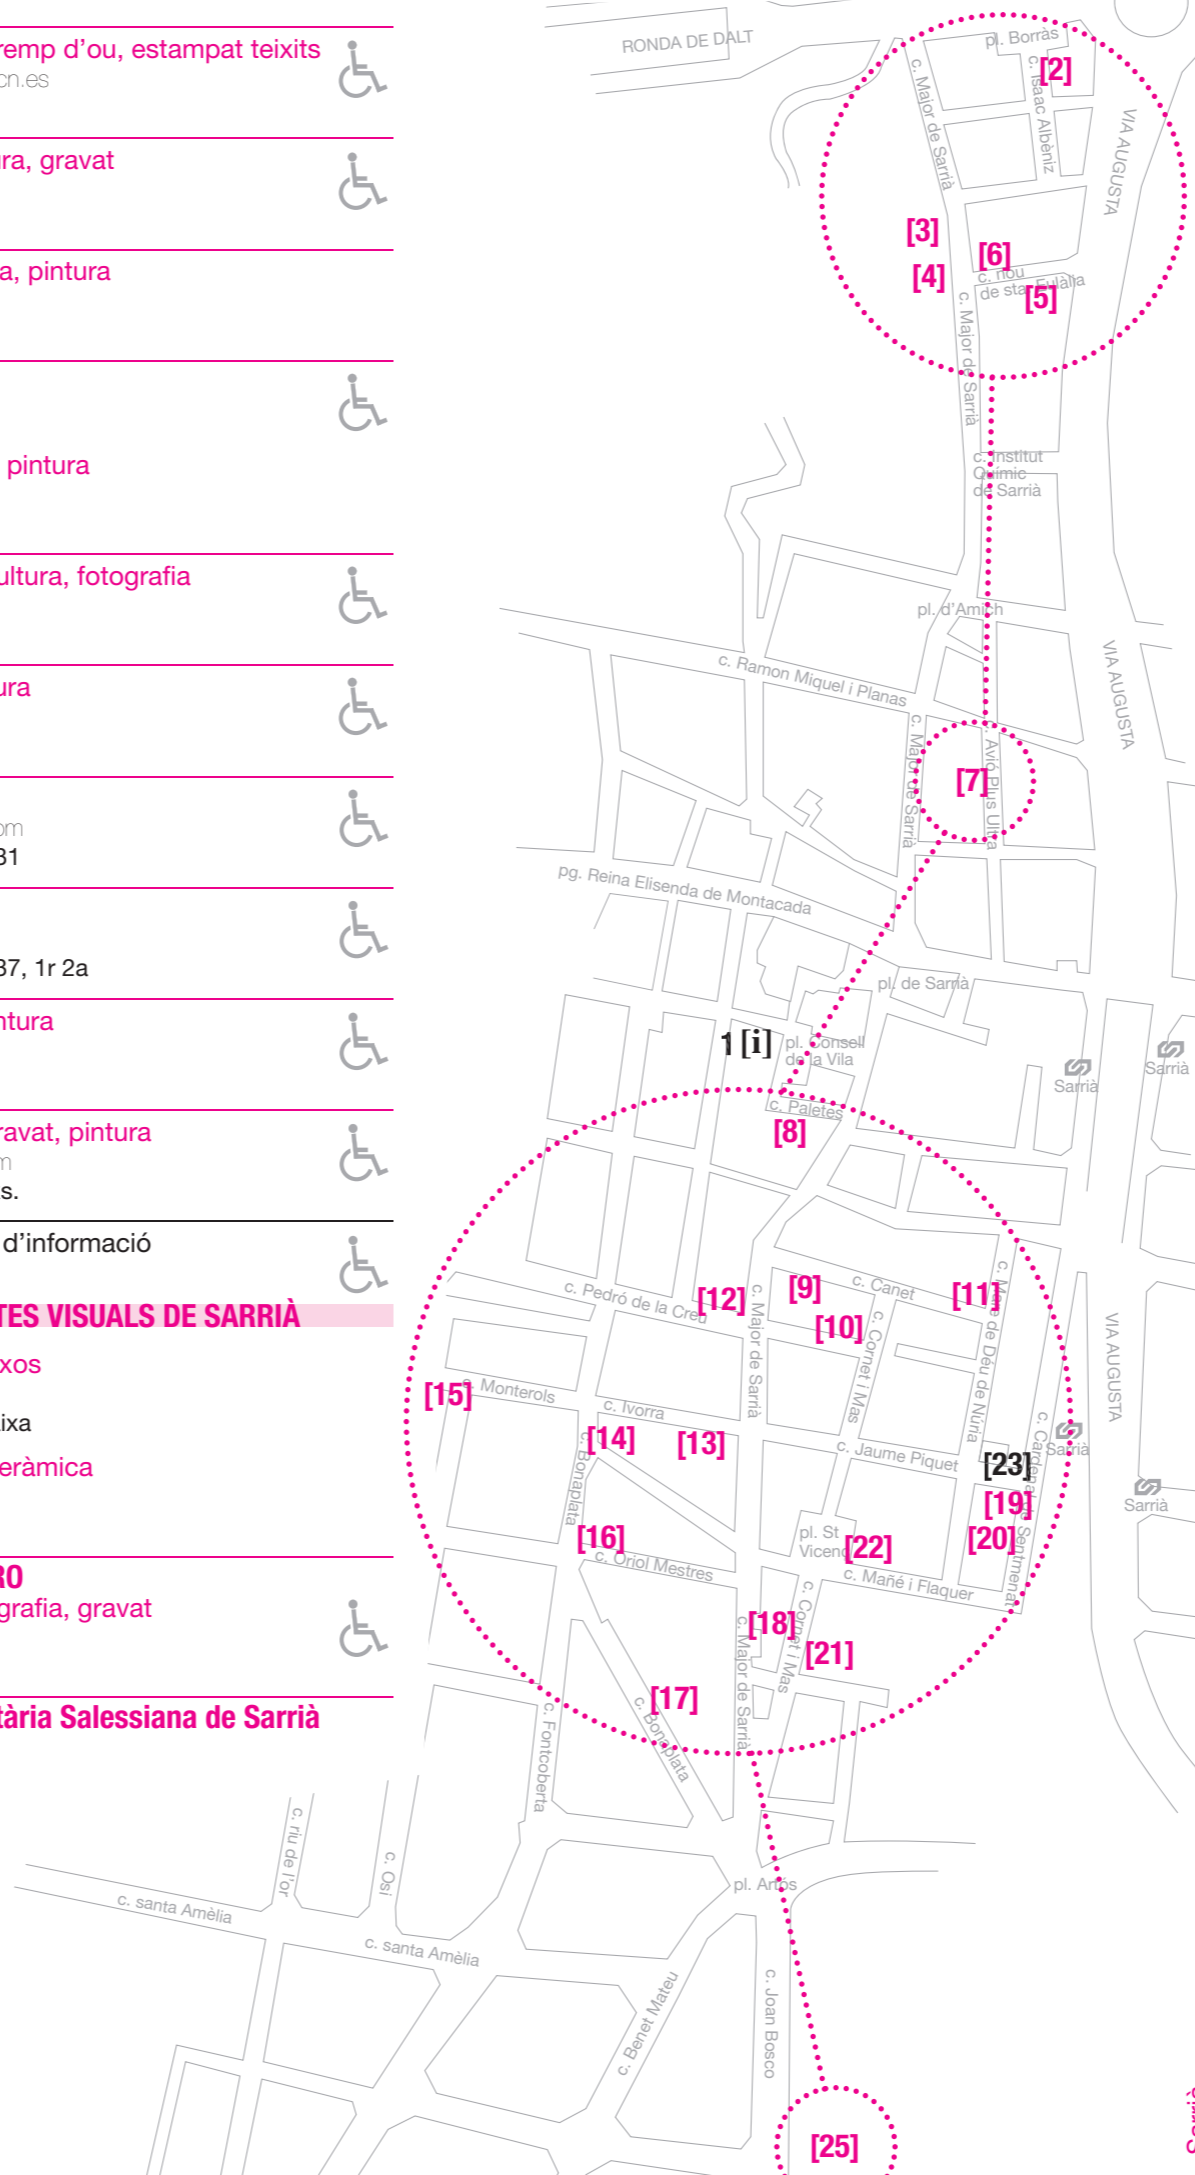 remp d’ou, estampat teixits
cn.es
ra, gravat
a, pintura
pintura
ultura, fotografia
ura
om
31
37, 1r 2a
ntura
ravat, pintura
m
s.
d’informació
TES VISUALS DE SARRIÀ
xos
ixa
eràmica
RO
grafia, gravat
tària Salessiana de Sarrià
RONDA DE DALT
pl. Borràs
[2]
c. Isaac Albèniz
c. Major de Sarrià
VIA AUGUSTA
[3]
[4]
[6]
c. nou
de sta. Eulàlia
[5]
c. Major de Sarrià
c. Institut
Químic
de Sarrià
pl. d’Amich
c. Ramon Miquel i Planas
VIA AUGUSTA
c. Major de Sarrià
[7]
c. Avió Plus Ultra
pg. Reina Elisenda de Montacada
pl. de Sarrià
1 [i]
pl. Consell
de la Vila
Sarrià
Sarrià
c. Paletes
[8]
c. Pedró de la Creu
[12]
c. Major de Sarrià
[9]
c. Canet
[10]
c. Cornet i Mas
[11]
c. Mare de Déu de Núria
VIA AUGUSTA
[15]
c. Monterols
c. Ivorra
[14]
[13]
c. Bonaplata
c. Jaume Piquet
[23]
c. Cardenal de Sentmenat
Sarrià
Sarrià
[19]
[20]
[16]
c. Oriol Mestres
pl. St
Vicenç
[22]
c. Mañé i Flaquer
[18]
c. Cornet i Mas
[21]
c. Major de Sarrià
[17]
c. Bonaplata
c. Fontcoberta
c. riu de l’or
c. Osi
pl. Artós
c. santa Amèlia
c. santa Amèlia
c. Benet Mateu
c. Joan Bosco
[25]
Sarrià